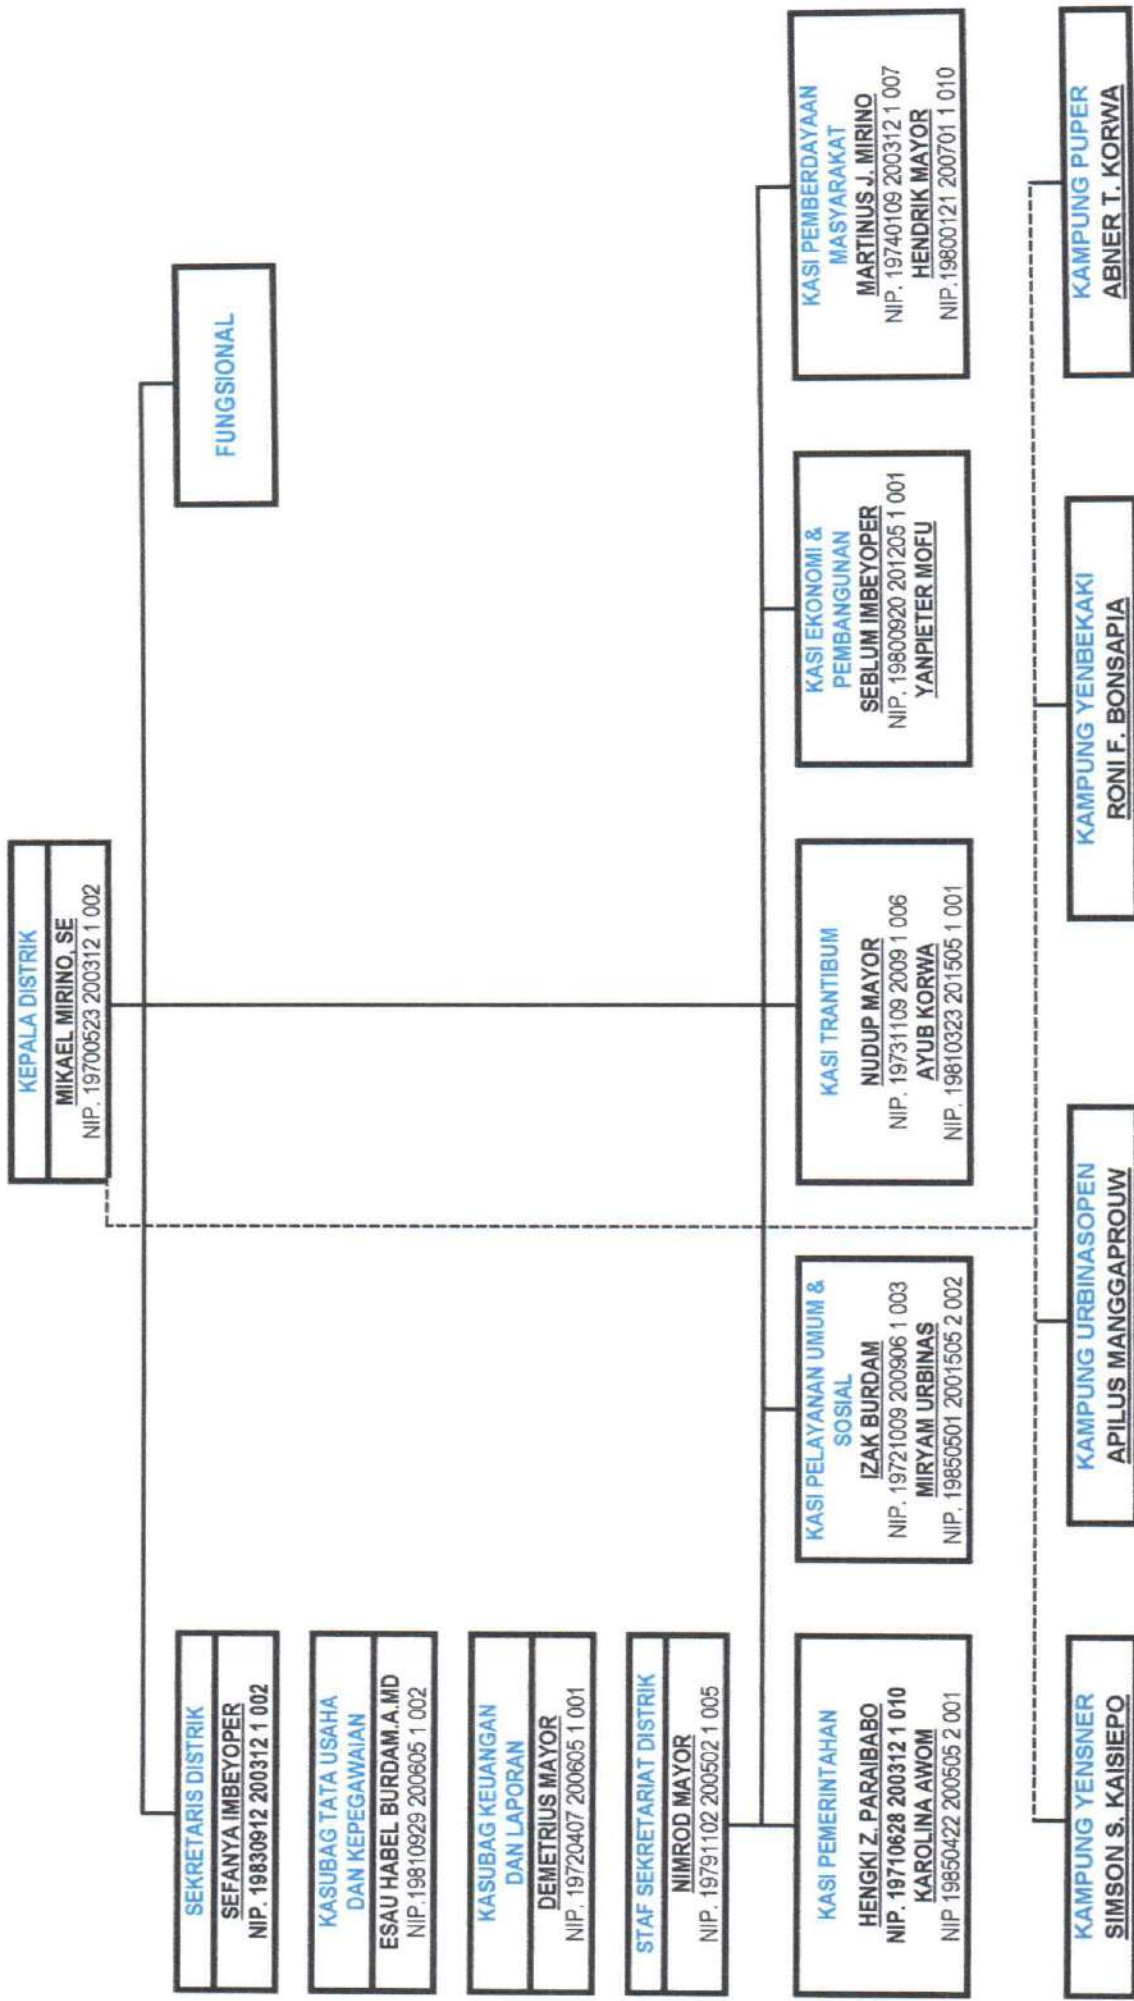 KEPALA DISTRIK
MIKAEL MIRINO, SE
NIP. 19700523 200312 1 002
SEKRETARIS DISTRIK
SEFANYA IMBEYOPER
NIP. 19830912 200312 1 002
FUNGSIONAL
KASUBAG TATA USAHA
DAN KEPEGAWAIAN
ESAU HABEL BURDAM.A.MD
NIP.19810929 200605 1 002
KASUBAG KEUANGAN
DAN LAPORAN
DEMETRIUS MAYOR
NIP. 19720407 200605 1 001
STAF SEKRETARIAT DISTRIK
NIMROD MAYOR
NIP. 19791102 200502 1 005
KASI PEMERINTAHAN
HENGKI Z. PARAIBABO
NIP. 19710628 200312 1 010
KAROLINA AWOM
NIP 19850422 200505 2 001
KASI PELAYANAN UMUM &
SOSIAL
IZAK BURDAM
NIP. 19721009 200906 1 003
MIRYAM URBINAS
NIP. 19850501 2001505 2 002
KASI TRANTIBUM
NUDUP MAYOR
NIP. 19731109 2009 1 006
AYUB KORWA
NIP. 19810323 201505 1 001
KASI EKONOMI &
PEMBANGUNAN
SEBLUM IMBEYOPER
NIP. 19800920 201205 1 001
YANPIETER MOFU
KASI PEMBERDAYAAN
MASYARAKAT
MARTINUS J. MIRINO
NIP. 19740109 200312 1 007
HENDRIK MAYOR
NIP.19800121 200701 1 010
KAMPUNG YENSNER
SIMSON S. KAISIEPO
KAMPUNG URBINASOPEN
APILUS MANGGAPROUW
KAMPUNG YENBEKAKI
RONI F. BONSAPIA
KAMPUNG PUPER
ABNER T. KORWA